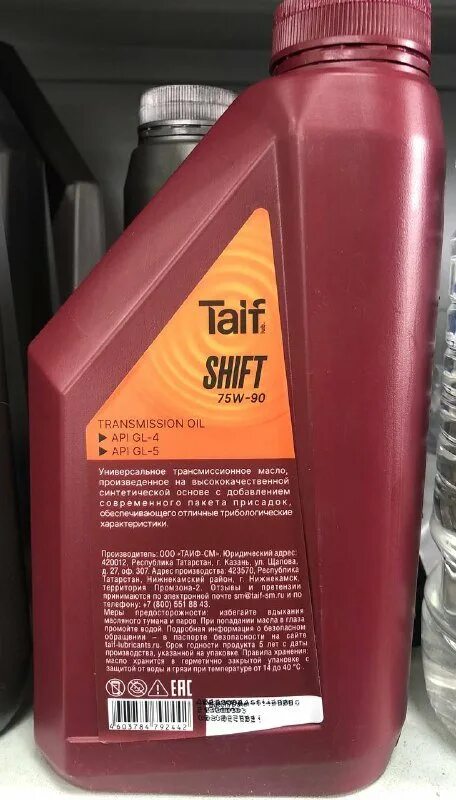 Taif
SHIFT
75W-90
TRANSMISSION OIL
▶ API GL-4
▶ API GL-5
Универсальное трансмиссионное масло,
произведенное на высококачественной
синтетической основе с добавлением
современного пакета присадок,
обеспечивающего отличные трибологические
характеристики.
Производитель: ООО «ТАИФ-СМ». Юридический адрес:
420012, Республика Татарстан, г. Казань, ул. Щапова,
д. 27, оф. 307. Адрес производства: 423570, Республика
Татарстан, Нижнекамский район, г. Нижнекамск,
территория Промзона-2. Отзывы и претензии
принимаются по электронной почте sm@taif-sm.ru и по
телефону: +7 (800) 551 88 43.
Меры предосторожности: избегайте вдыхания
масляного тумана и паров. При попадании масла в глаза
промойте водой. Подробная информация о безопасном
обращении – в паспорте безопасности на сайте
taif-lubricants.ru. Срок годности продукта 5 лет с даты
производства, указанной на упаковке. Правила хранения:
масло хранить в герметично закрытой упаковке с
защитой от воды и грязи при температуре от 14 до 40 °С
EAC
4603784792442